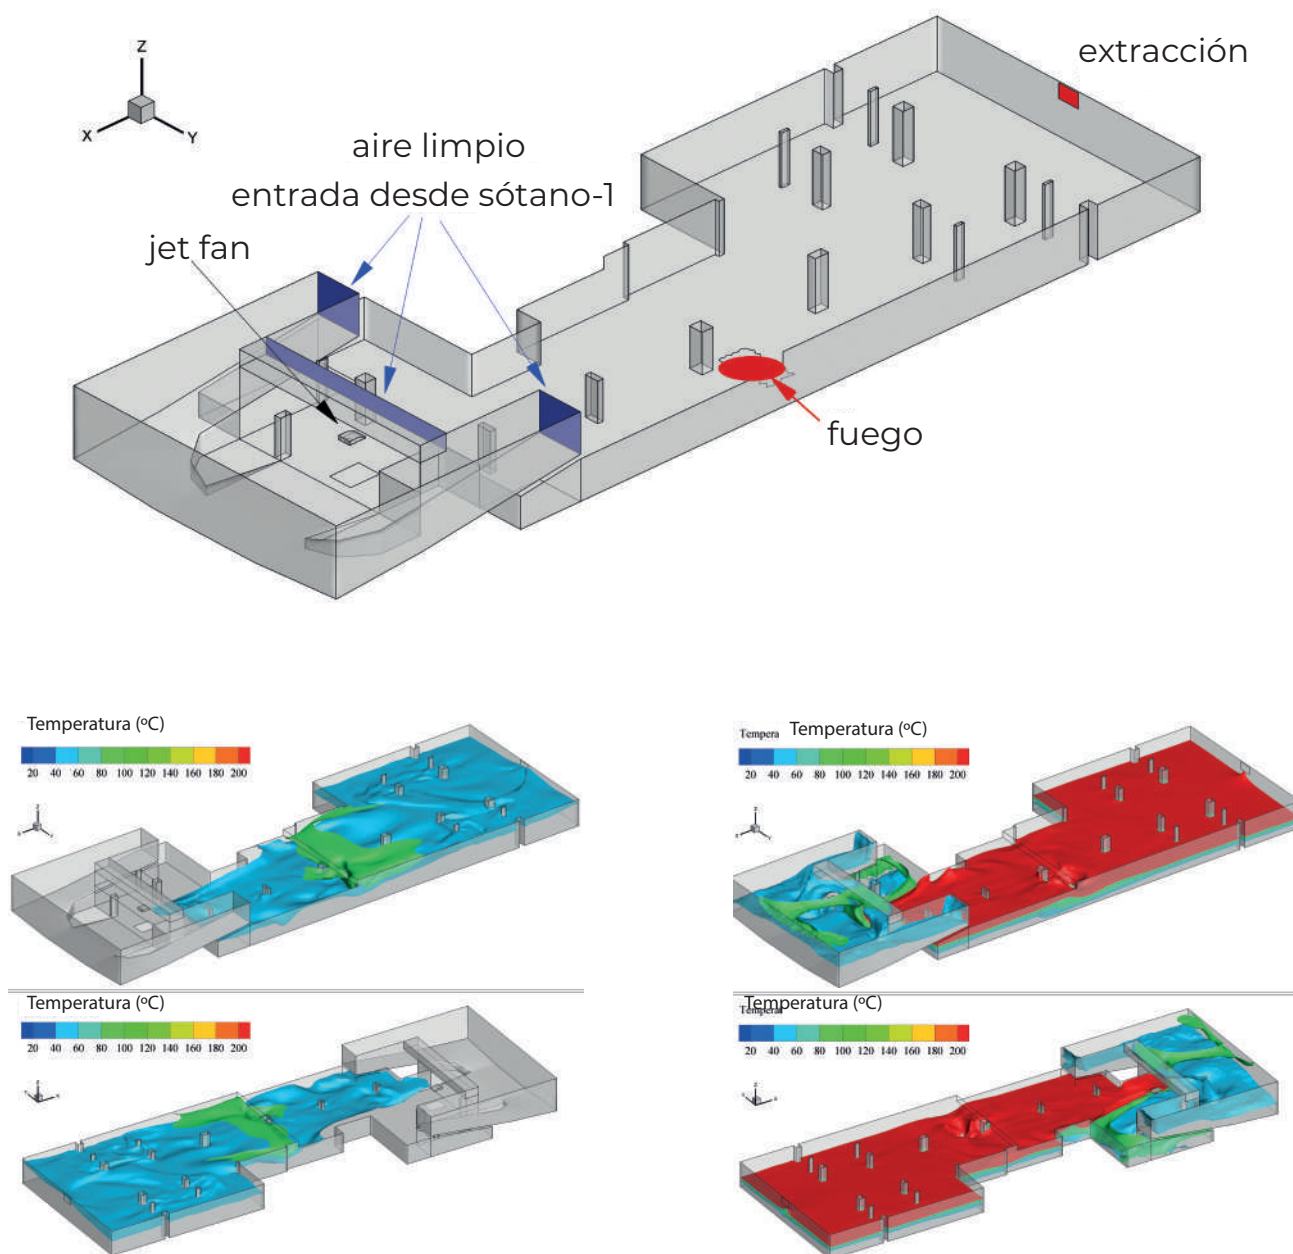 extracción
Z
X
Y
aire limpio
entrada desde sótano-1
jet fan
fuego
Temperatura (ºC)
20 40 60 80 100 120 140 160 180 200
Tempera Temperatura (ºC)
20 40 60 80 100 120 140 160 180 200
Temperatura (ºC)
20 40 60 80 100 120 140 160 180 200
Temperatura (ºC)
20 40 60 80 100 120 140 160 180 200